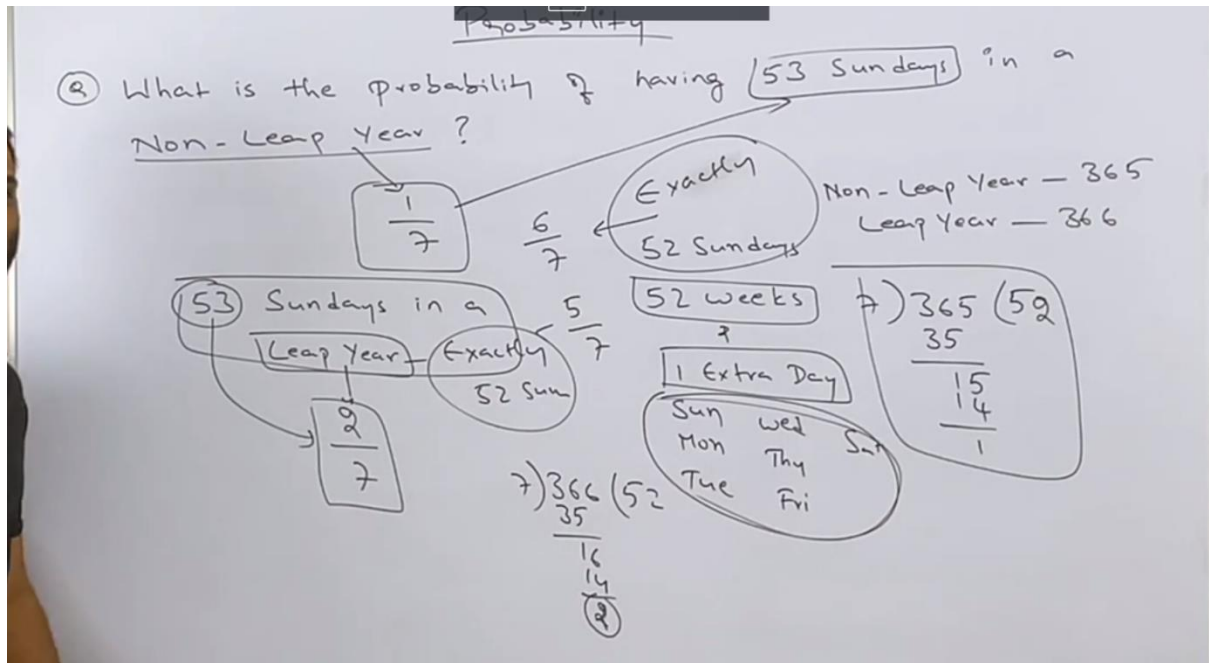 Probability
Q What is the probability of having 53 Sundays in a
Non-Leap Year ?
1
7
6
7
Exactly
52 Sundays
Non-Leap Year - 365
Leap Year - 366
53 Sundays in a
Leap Year - Exactly
52 Sun
5
7
2
7
52 weeks
1 Extra Day
Sun Wed Sat
Mon Thu
Tue Fri
7)365(52
35
15
14
1
7)366(52
35
16
14
2